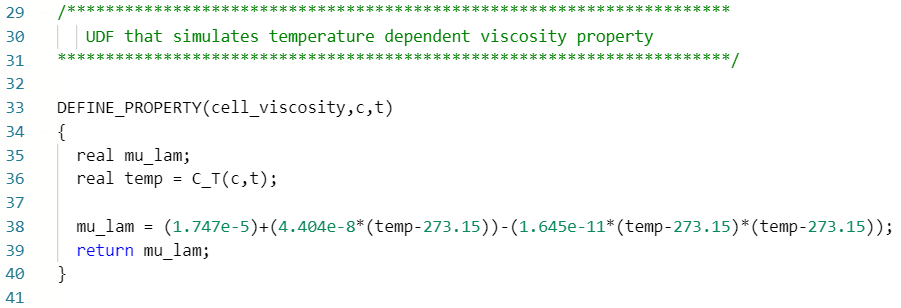 29 /**********************************************************************
30 UDF that simulates temperature dependent viscosity property
31 **********************************************************************/
32
33 DEFINE_PROPERTY(cell_viscosity,c,t)
34 {
35 real mu_lam;
36 real temp = C_T(c,t);
37
38 mu_lam = (1.747e-5)+(4.404e-8*(temp-273.15))-(1.645e-11*(temp-273.15)*(temp-273.15));
39 return mu_lam;
40 }
41